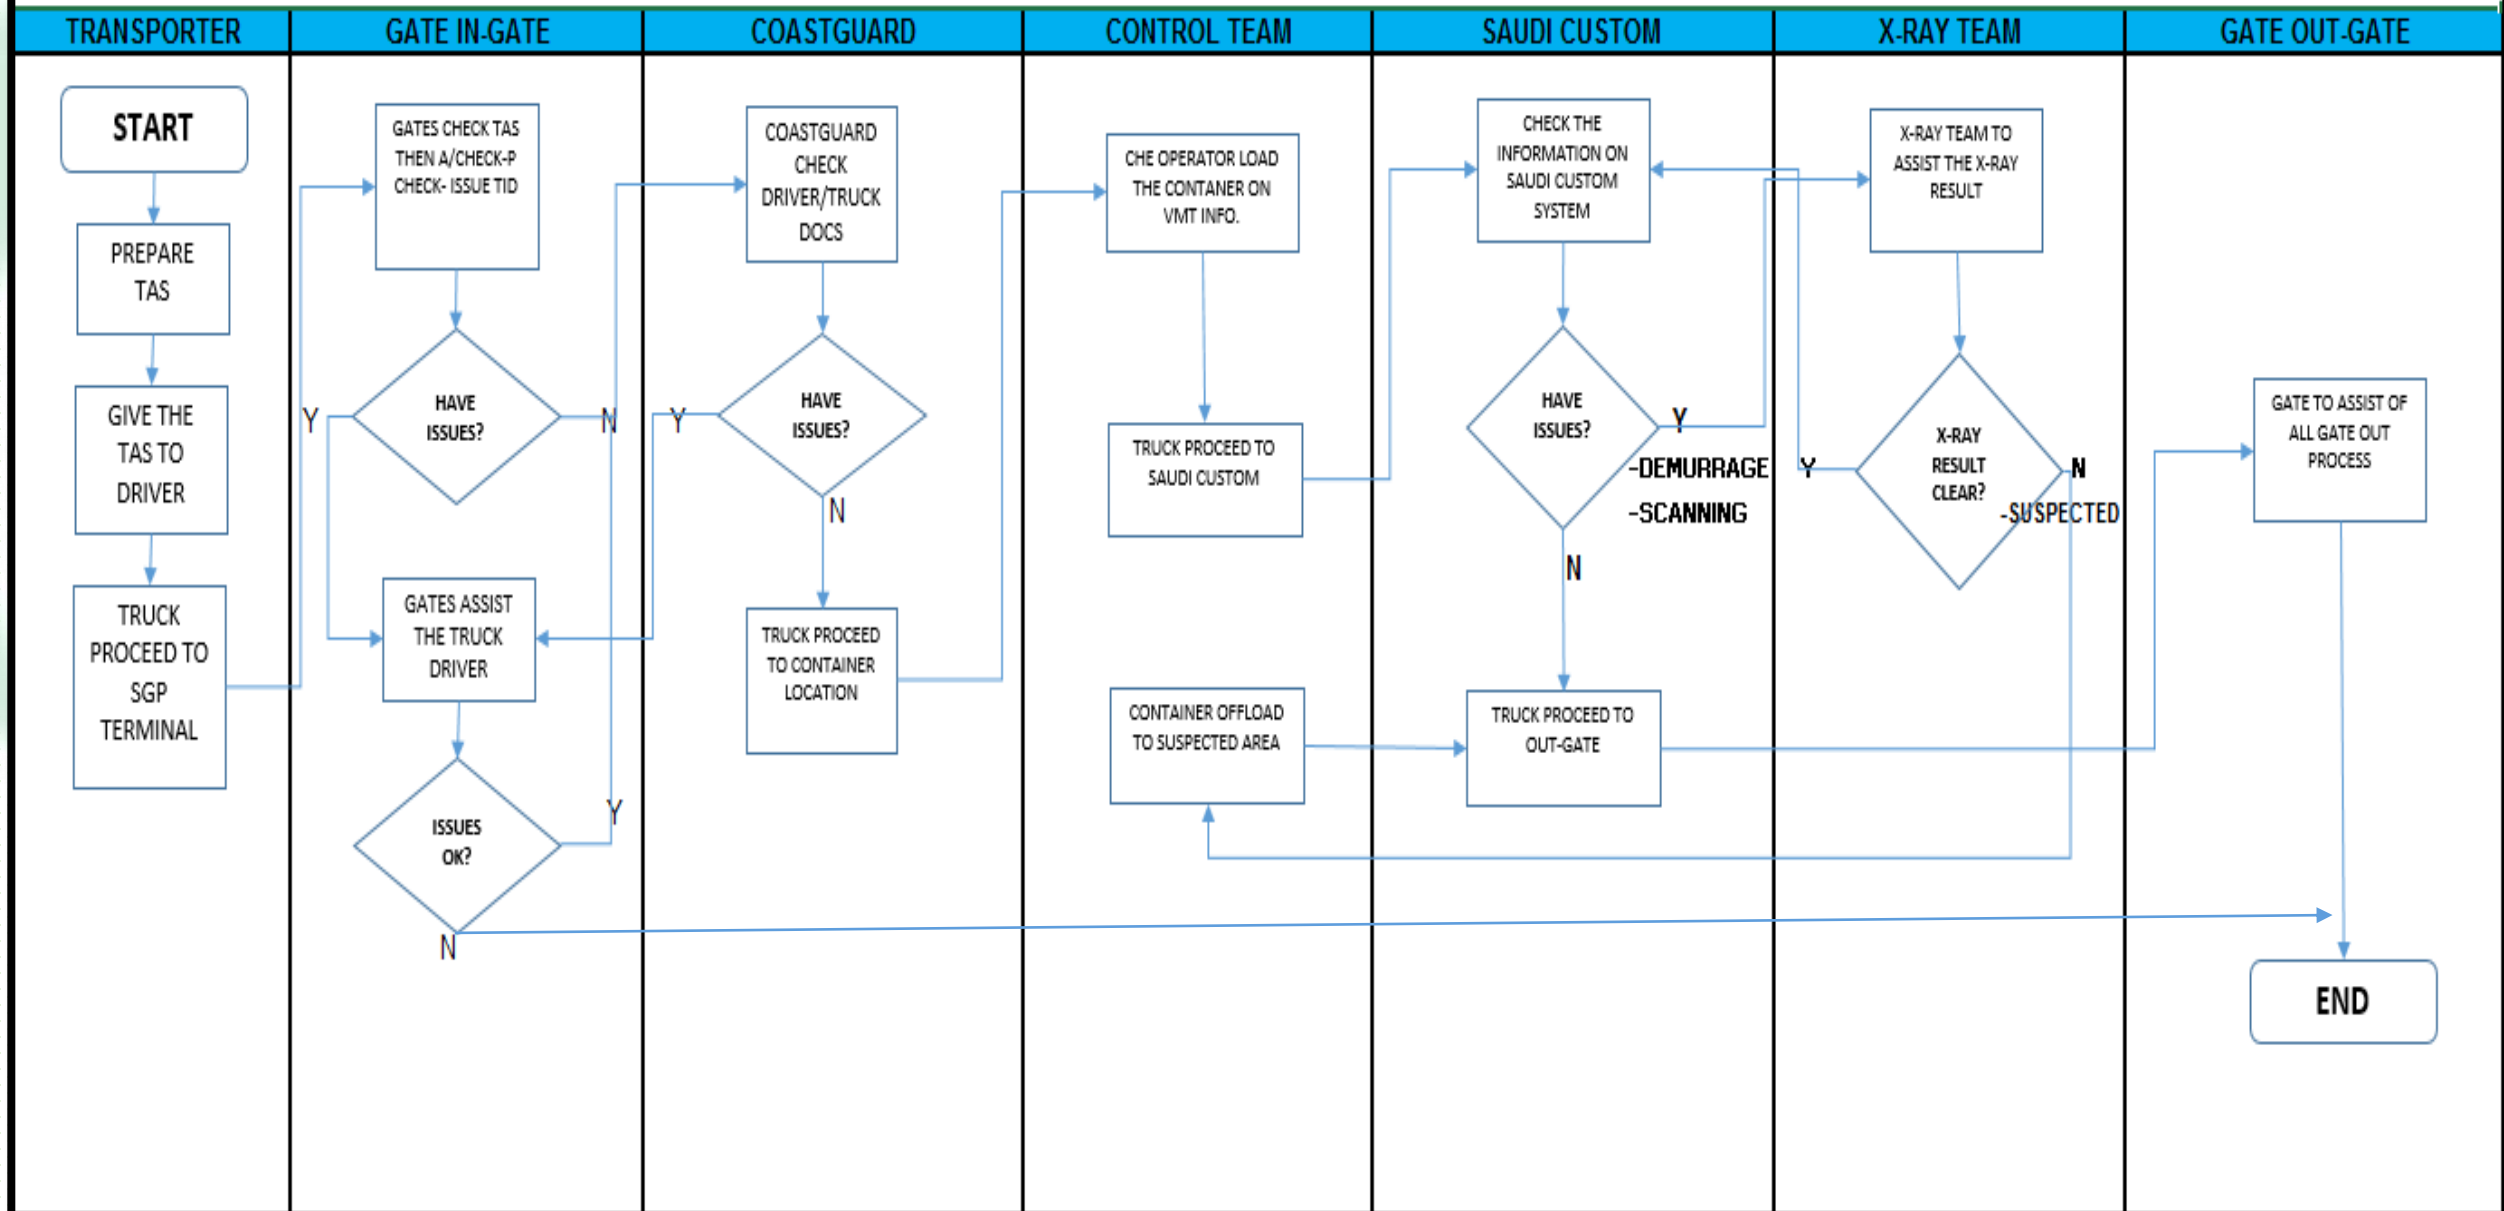 TRANSPORTER
GATE IN-GATE
COASTGUARD
CONTROL TEAM
SAUDI CUSTOM
X-RAY TEAM
GATE OUT-GATE
START
PREPARE
TAS
GIVE THE
TAS TO
DRIVER
TRUCK
PROCEED TO
SGP
TERMINAL
GATES CHECK TAS
THEN A/CHECK-P
CHECK- ISSUE TID
HAVE
ISSUES?
Y
N
GATES ASSIST
THE TRUCK
DRIVER
ISSUES
OK?
Y
N
COASTGUARD
CHECK
DRIVER/TRUCK
DOCS
HAVE
ISSUES?
Y
N
TRUCK PROCEED
TO CONTAINER
LOCATION
CHE OPERATOR LOAD
THE CONTANER ON
VMT INFO.
TRUCK PROCEED TO
SAUDI CUSTOM
CONTAINER OFFLOAD
TO SUSPECTED AREA
CHECK THE
INFORMATION ON
SAUDI CUSTOM
SYSTEM
HAVE
ISSUES?
Y
-DEMURRAGE
-SCANNING
N
TRUCK PROCEED TO
OUT-GATE
X-RAY TEAM TO
ASSIST THE X-RAY
RESULT
X-RAY
RESULT
CLEAR?
Y
N
-SUSPECTED
GATE TO ASSIST OF
ALL GATE OUT
PROCESS
END